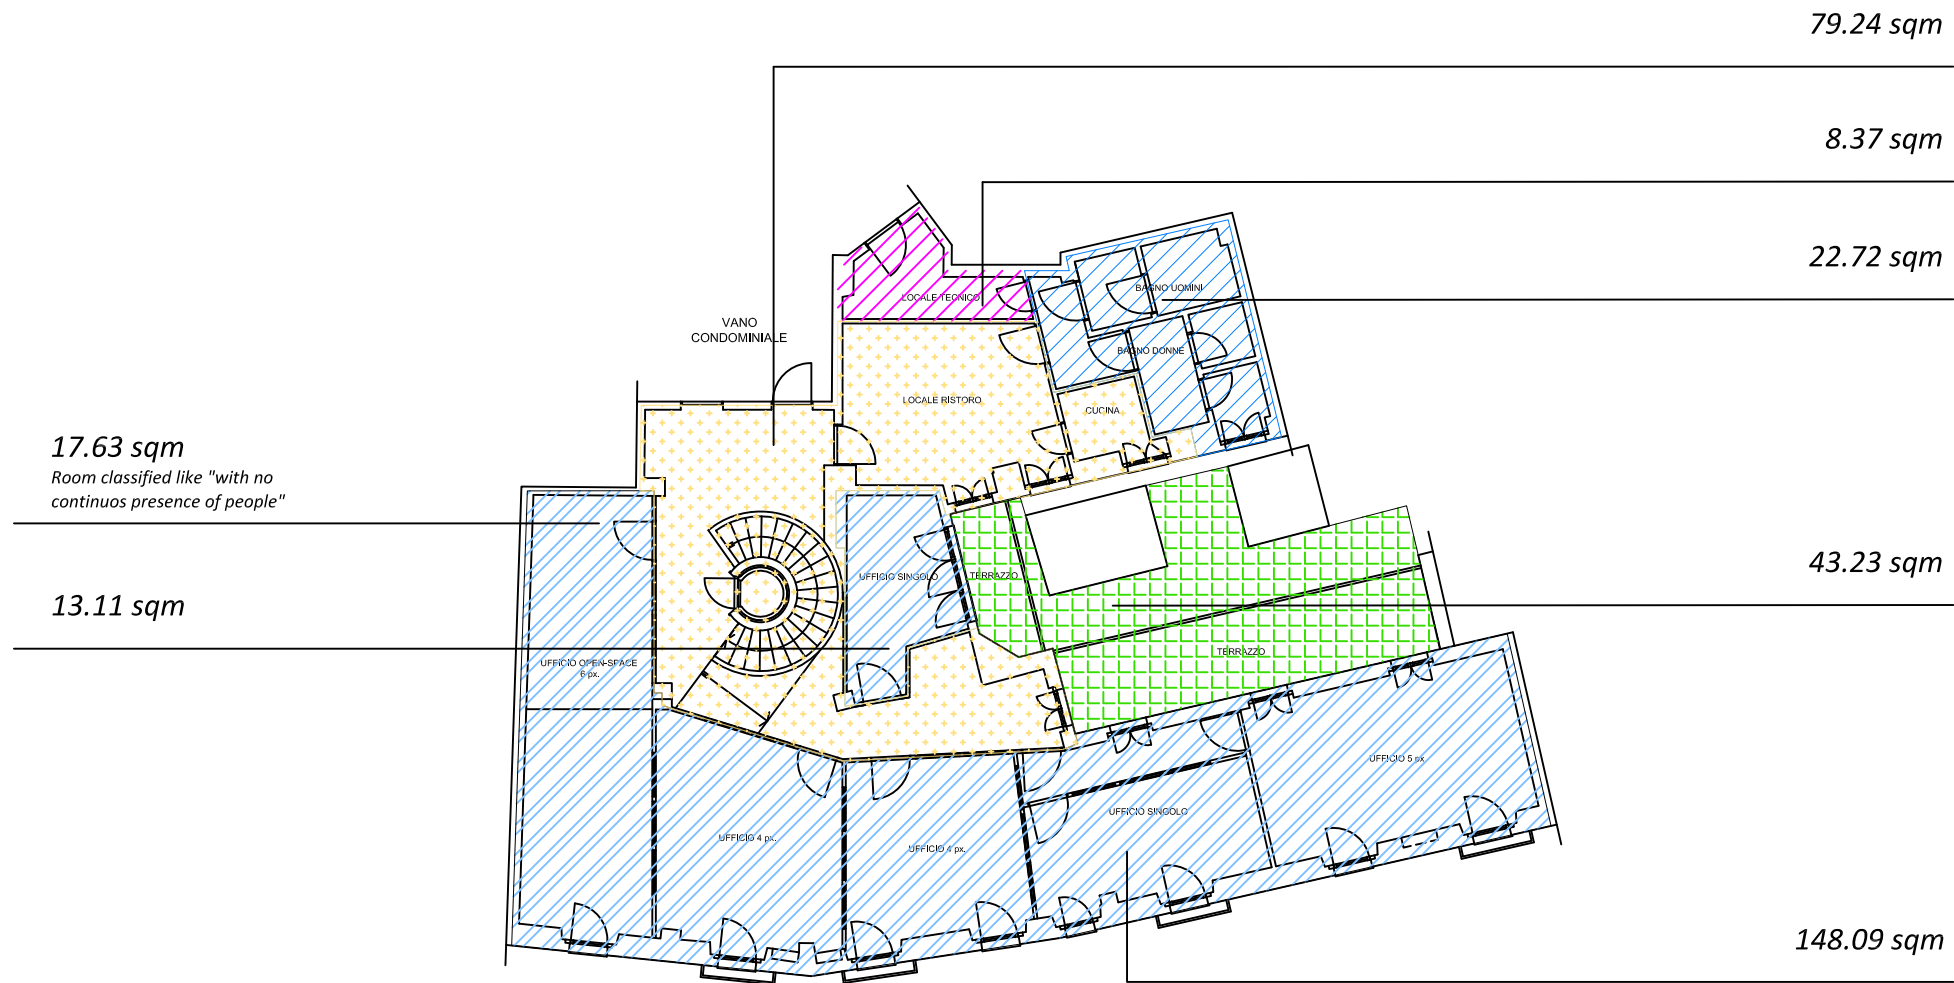 79.24 sqm
8.37 sqm
22.72 sqm
BAGNO UOMINI
LOCALE TECNICO
VANO
CONDOMINIALE
BAGNO DONNE
LOCALE RISTORO
CUCINA
17.63 sqm
Room classified like "with no
continuos presence of people"
43.23 sqm
UFFICIO SINGOLO
TERRAZZO
13.11 sqm
TERRAZZO
UFFICIO OPEN-SPACE
6 px.
UFFICIO 5 px
UFFICIO SINGOLO
UFFICIO 4 px.
UFFICIO 4 px.
148.09 sqm